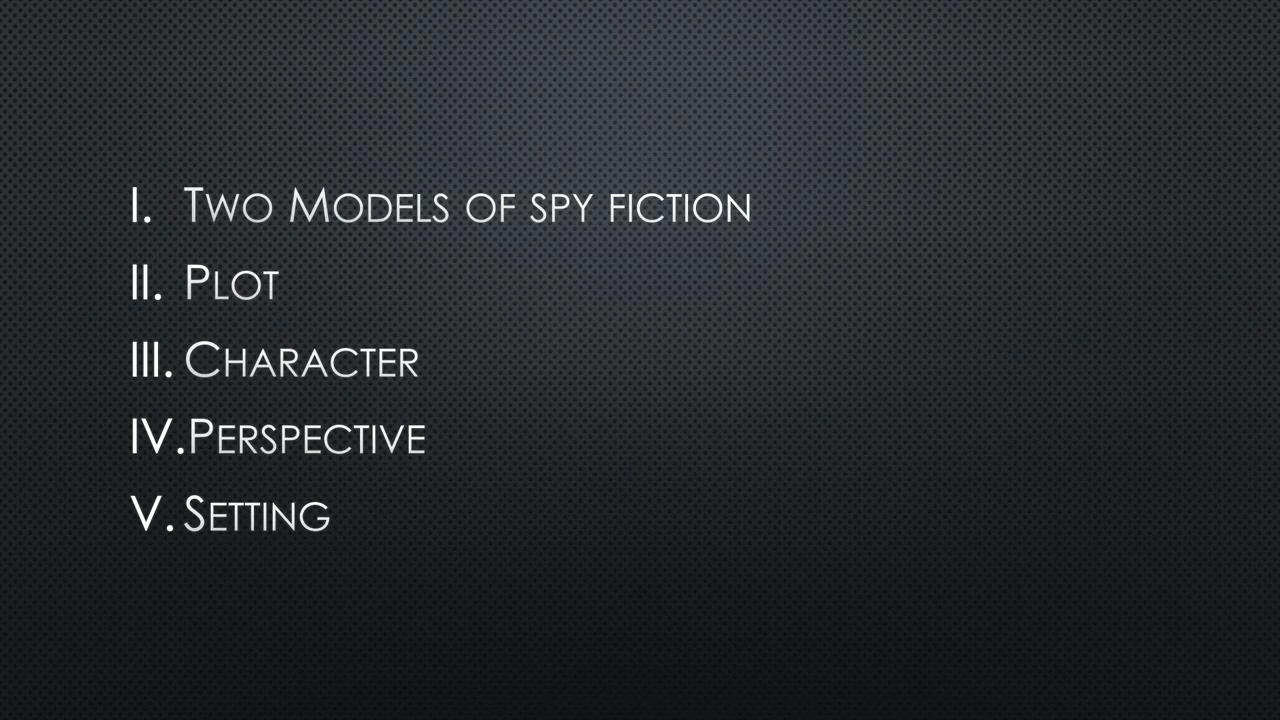 I. Two Models of spy fiction
II. Plot
III. Character
IV. Perspective
V. Setting